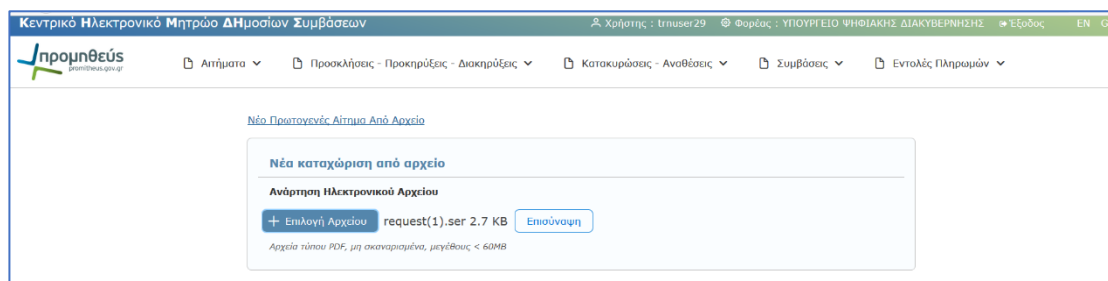 Κεντρικό Ηλεκτρονικό Μητρώο ΔΗμοσίων Συμβάσεων Χρήστης : trnuser29 Φορέας : ΥΠΟΥΡΓΕΙΟ ΨΗΦΙΑΚΗΣ ΔΙΑΚΥΒΕΡΝΗΣΗΣ Έξοδος EN G
προμηθεύς
promitheus.gov.gr
Αιτήματα Προσκλήσεις - Προκηρύξεις - Διακηρύξεις Κατακυρώσεις - Αναθέσεις Συμβάσεις Εντολές Πληρωμών
Νέο Πρωτογενές Αίτημα Από Αρχείο
Νέα καταχώριση από αρχείο
Ανάρτηση Ηλεκτρονικού Αρχείου
+ Επιλογή Αρχείου request(1).ser 2.7 KB Επισύναψη
Αρχεία τύπου PDF, μη σκαναρισμένα, μεγέθους < 60MB